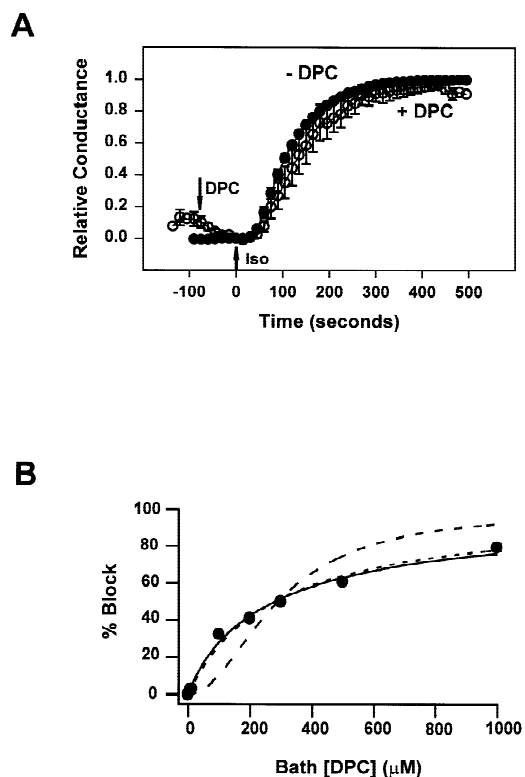 A
Relative Conductance
1.0
0.8
0.6
0.4
0.2
0.0
- DPC
+ DPC
DPC
Iso
-100 0 100 200 300 400 500
Time (seconds)
B
% Block
100
80
60
40
20
0
0 200 400 600 800 1000
Bath [DPC] (μM)